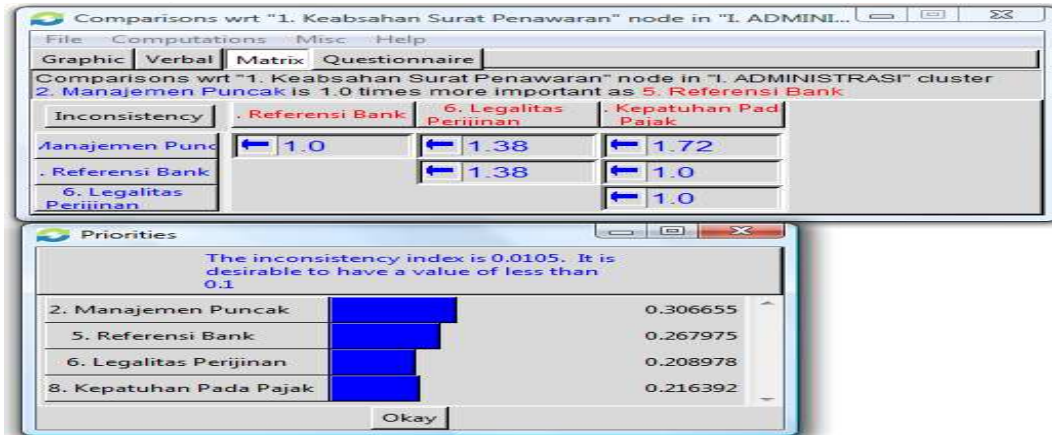 Comparisons wrt "1. Keabsahan Surat Penawaran" node in "I. ADMINI...
File Computations Misc Help
Graphic Verbal Matrix Questionnaire
Comparisons wrt "1. Keabsahan Surat Penawaran" node in "I. ADMINISTRASI" cluster
2. Manajemen Puncak is 1.0 times more important as 5. Referensi Bank
Inconsistency . Referensi Bank 6. Legalitas Perijinan . Kepatuhan Pad Pajak
Manajemen Punc 1.0 1.38 1.72
. Referensi Bank 1.38 1.0
6. Legalitas Perijinan 1.0
Priorities
The inconsistency index is 0.0105. It is
desirable to have a value of less than
0.1
2. Manajemen Puncak 0.306655
5. Referensi Bank 0.267975
6. Legalitas Perijinan 0.208978
8. Kepatuhan Pada Pajak 0.216392
Okay